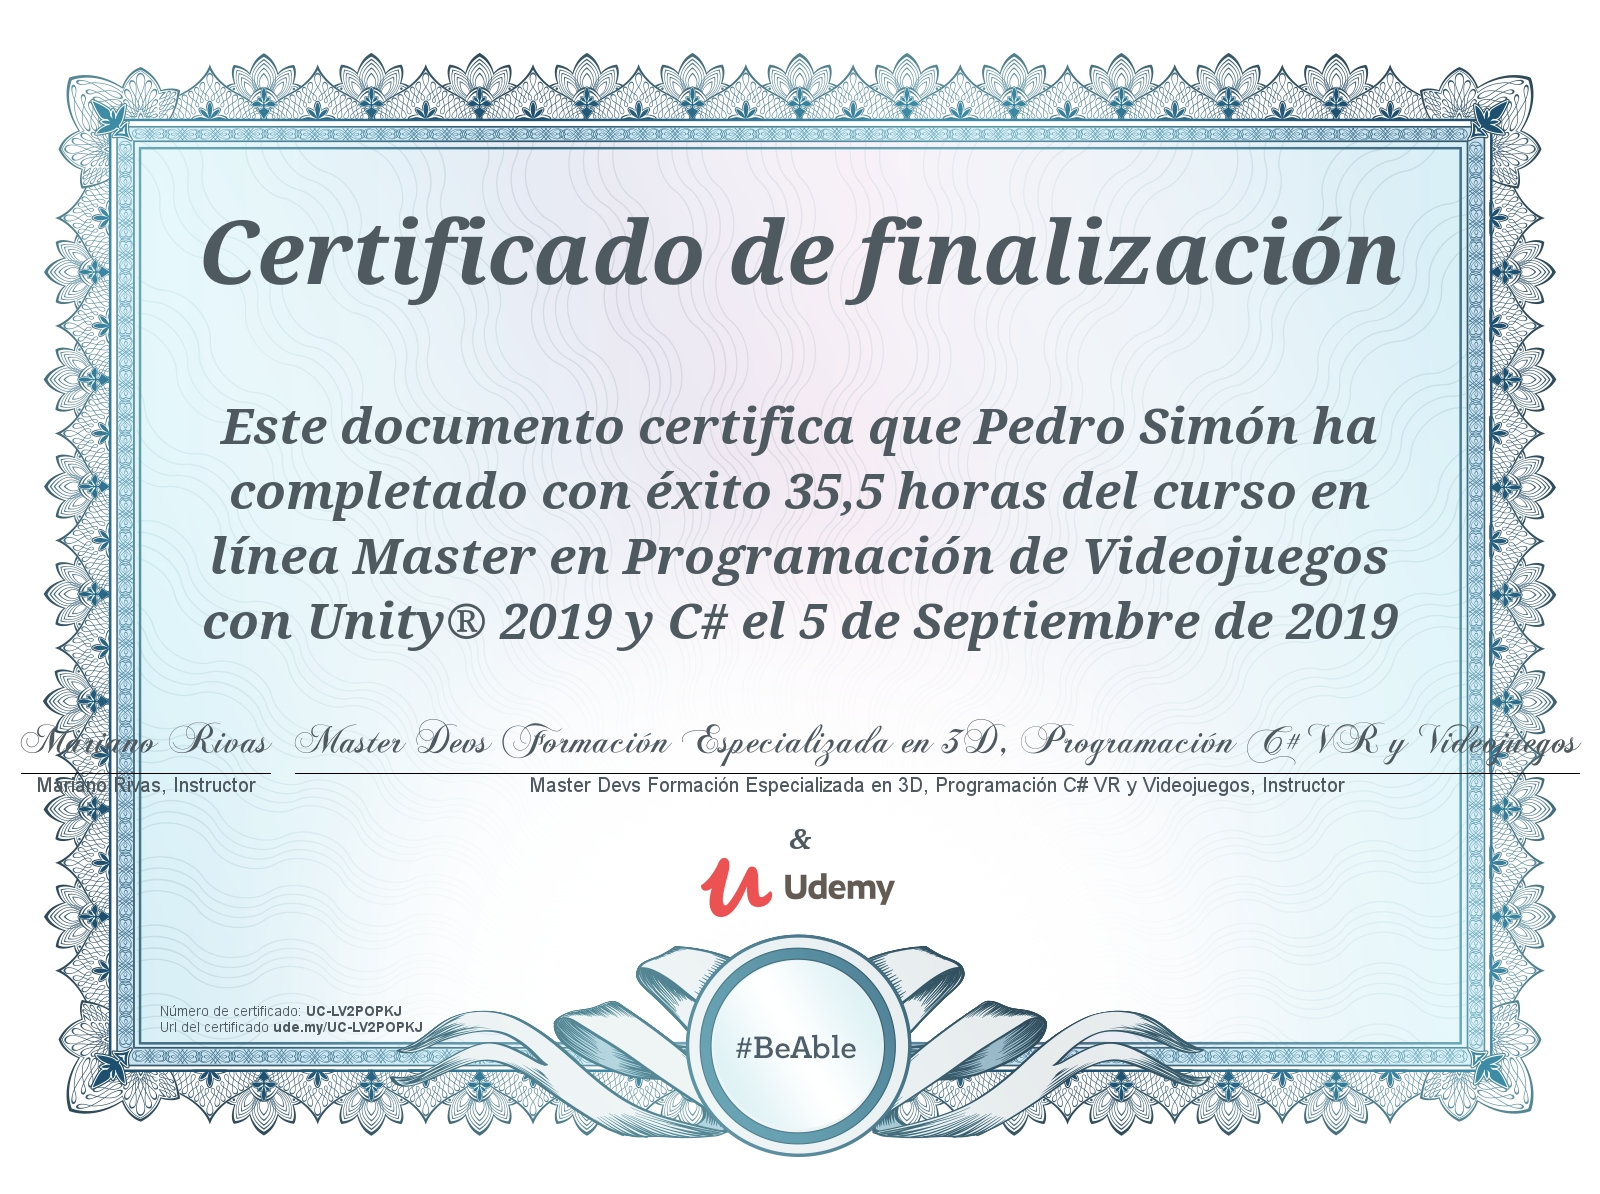 Certificado de finalización
Este documento certifica que Pedro Simón ha
completado con éxito 35,5 horas del curso en
línea Master en Programación de Videojuegos
con Unity® 2019 y C# el 5 de Septiembre de 2019
Mariano Rivas
Master Devs Formación Especializada en 3D, Programación C# VR y Videojuegos
Mariano Rivas, Instructor
Master Devs Formación Especializada en 3D, Programación C# VR y Videojuegos, Instructor
&
Udemy
Número de certificado: UC-LV2POPKJ
Url del certificado ude.my/UC-LV2POPKJ
#BeAble